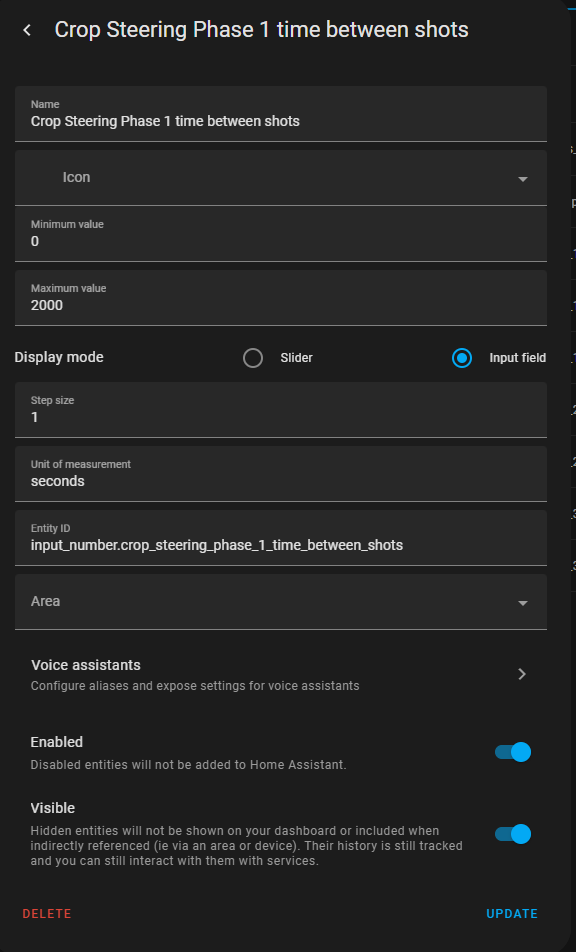 Crop Steering Phase 1 time between shots
Name
Crop Steering Phase 1 time between shots
Icon
Minimum value
0
Maximum value
2000
Display mode
Slider
Input field
Step size
1
Unit of measurement
seconds
Entity ID
input_number.crop_steering_phase_1_time_between_shots
Area
Voice assistants
Configure aliases and expose settings for voice assistants
Enabled
Disabled entities will not be added to Home Assistant.
Visible
Hidden entities will not be shown on your dashboard or included when
indirectly referenced (ie via an area or device). Their history is still tracked
and you can still interact with them with services.
DELETE
UPDATE